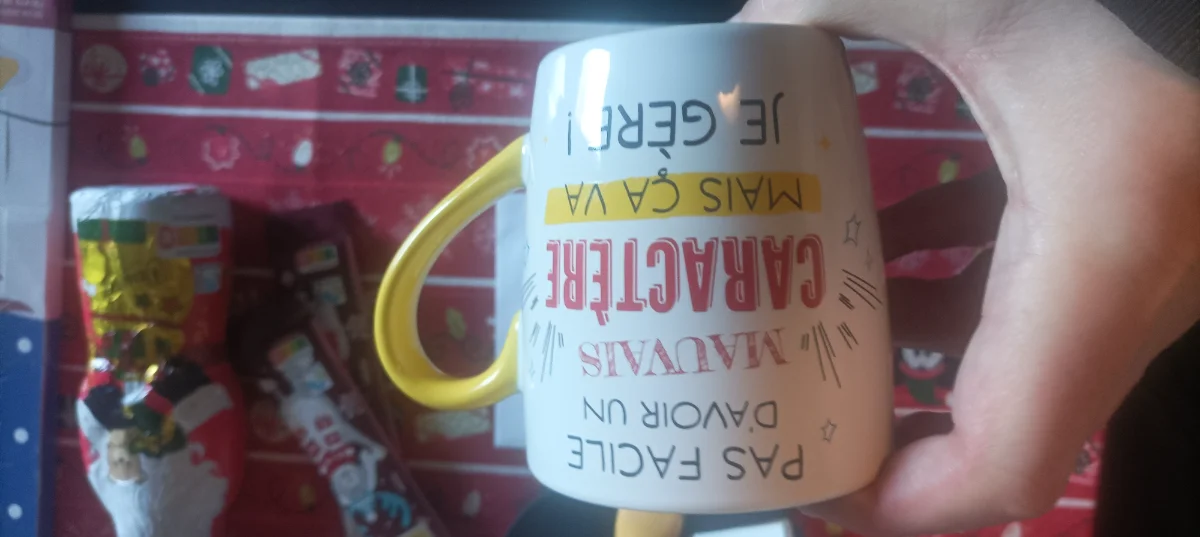 PAS FACILE
D'AVOIR UN
MAUVAIS
CARACTÈRE
MAIS ÇA VA
JE GÈRE !